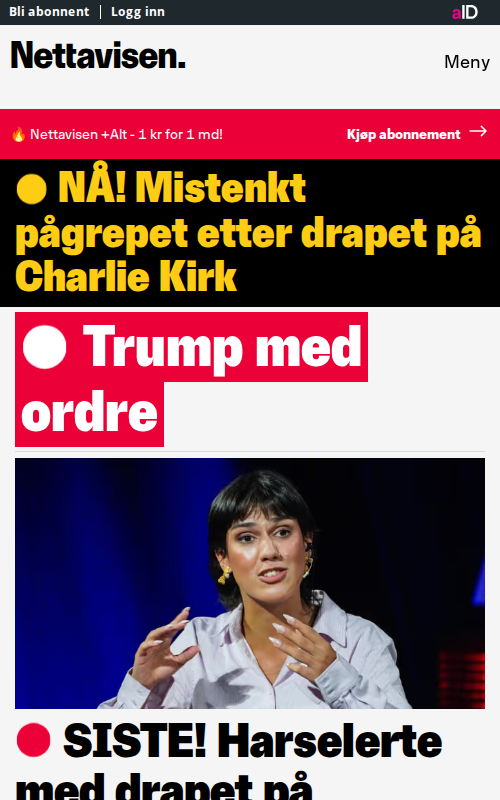 Bli abonnent | Logg inn
aID
Nettavisen.
Meny
🔥 Nettavisen +Alt - 1 kr for 1 md!
Kjøp abonnement →
NÅ! Mistenkt
pågrepet etter drapet på
Charlie Kirk
Trump med
ordre
SISTE! Harselerte
med drapet på